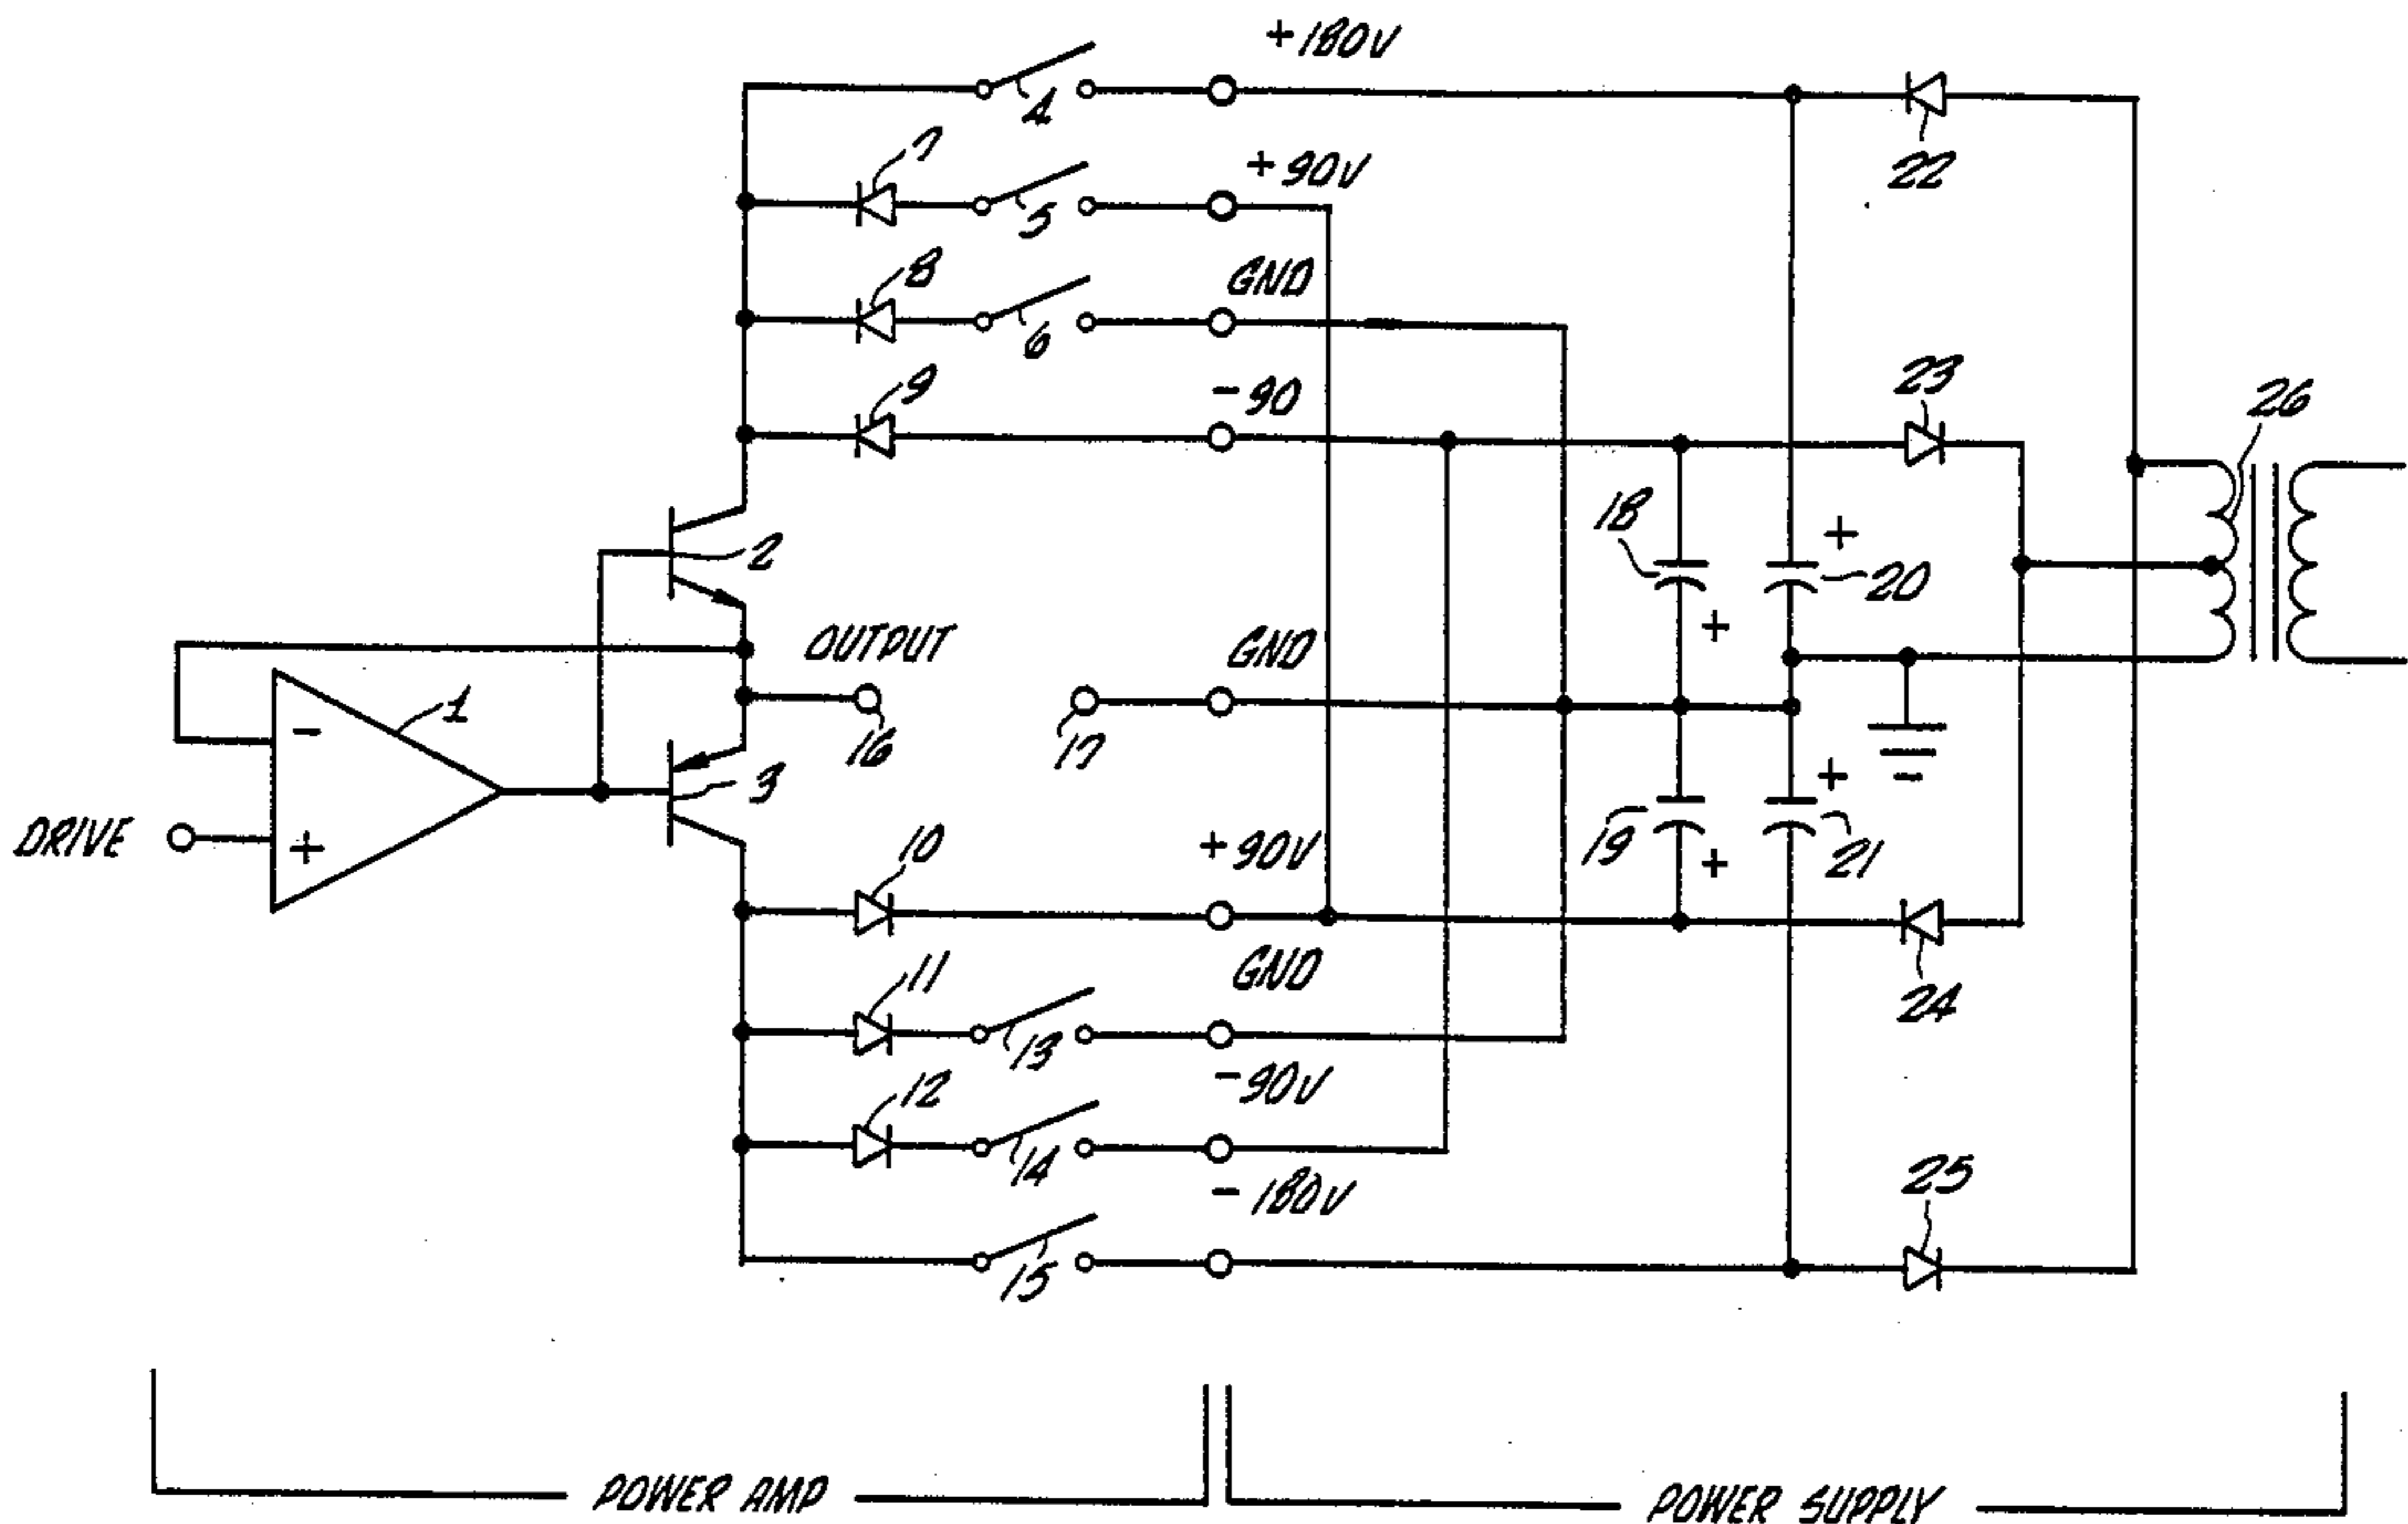 +180V
4
22
7
+90V
5
8
GND
6
9
-90
23
26
2
18
+
20
+
OUTPUT
GND
1
-
16
17
3
+
DRIVE
+
19
+
21
10
+90V
11
GND
13
24
12
-90V
14
-180V
25
15
POWER AMP
POWER SUPPLY